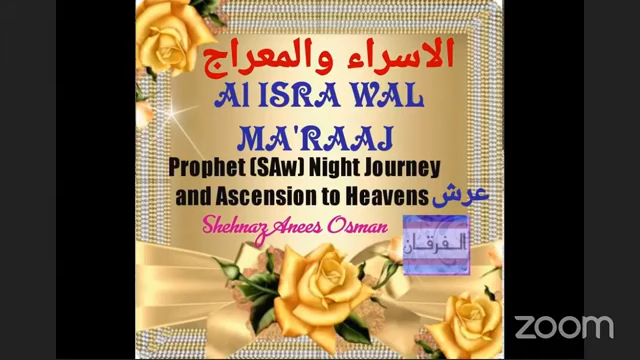 الاسراء والمعراج
Al ISRA WAL
MA'RAAJ
Prophet (SAw) Night Journey
and Ascension to Heavens عرش
Shehnaz Anees Osman
الفرقان
zoom